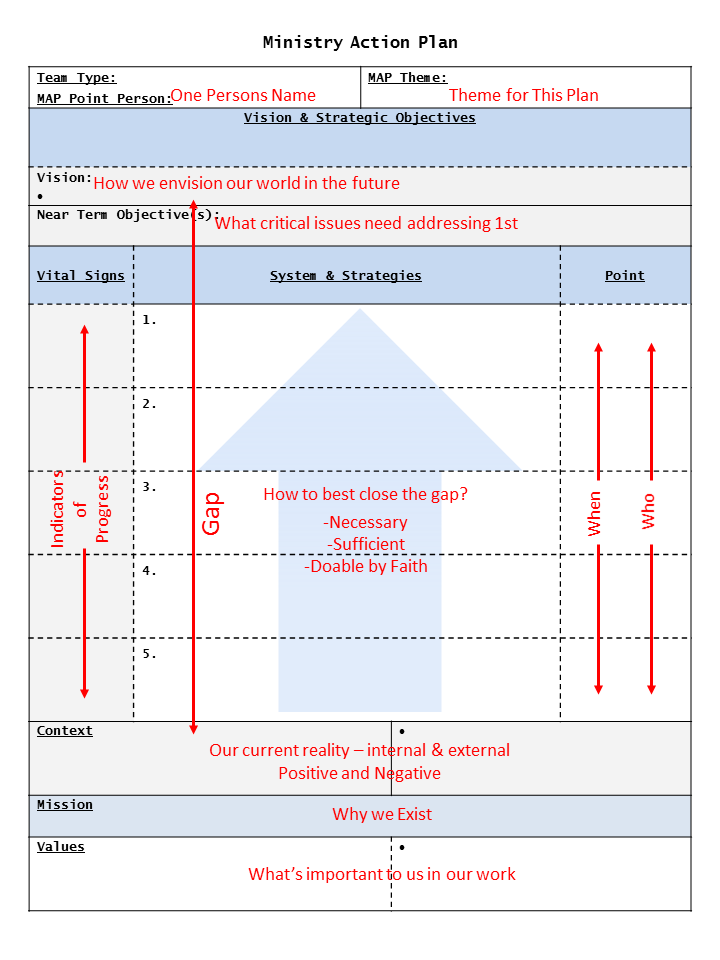 Ministry Action Plan
Team Type:
MAP Point Person: One Persons Name
MAP Theme:
Theme for This Plan
Vision & Strategic Objectives
Vision: How we envision our world in the future
•
Near Term Objective(s): What critical issues need addressing 1st
Vital Signs
System & Strategies
Point
1.
2.
3.
4.
5.
Indicators
of
Progress
Gap
How to best close the gap?
-Necessary
-Sufficient
-Doable by Faith
When
Who
Context
•
Our current reality – internal & external
Positive and Negative
Mission
Why we Exist
Values
•
What’s important to us in our work